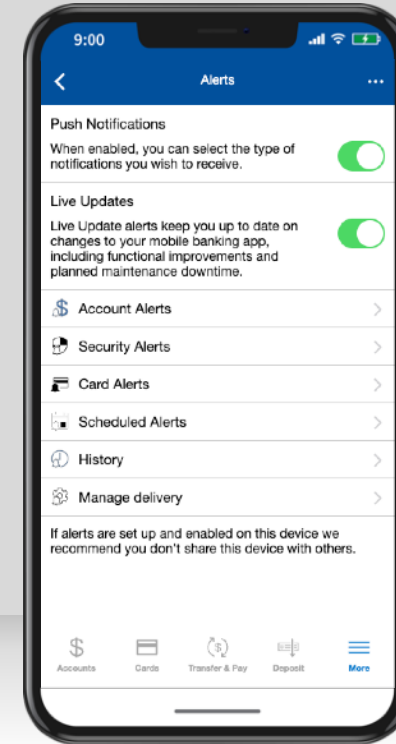 9:00
Alerts
Push Notifications
When enabled, you can select the type of
notifications you wish to receive.
Live Updates
Live Update alerts keep you up to date on
changes to your mobile banking app,
including functional improvements and
planned maintenance downtime.
Account Alerts
Security Alerts
Card Alerts
Scheduled Alerts
History
Manage delivery
If alerts are set up and enabled on this device we
recommend you don't share this device with others.
Accounts Cards Transfer & Pay Deposit More